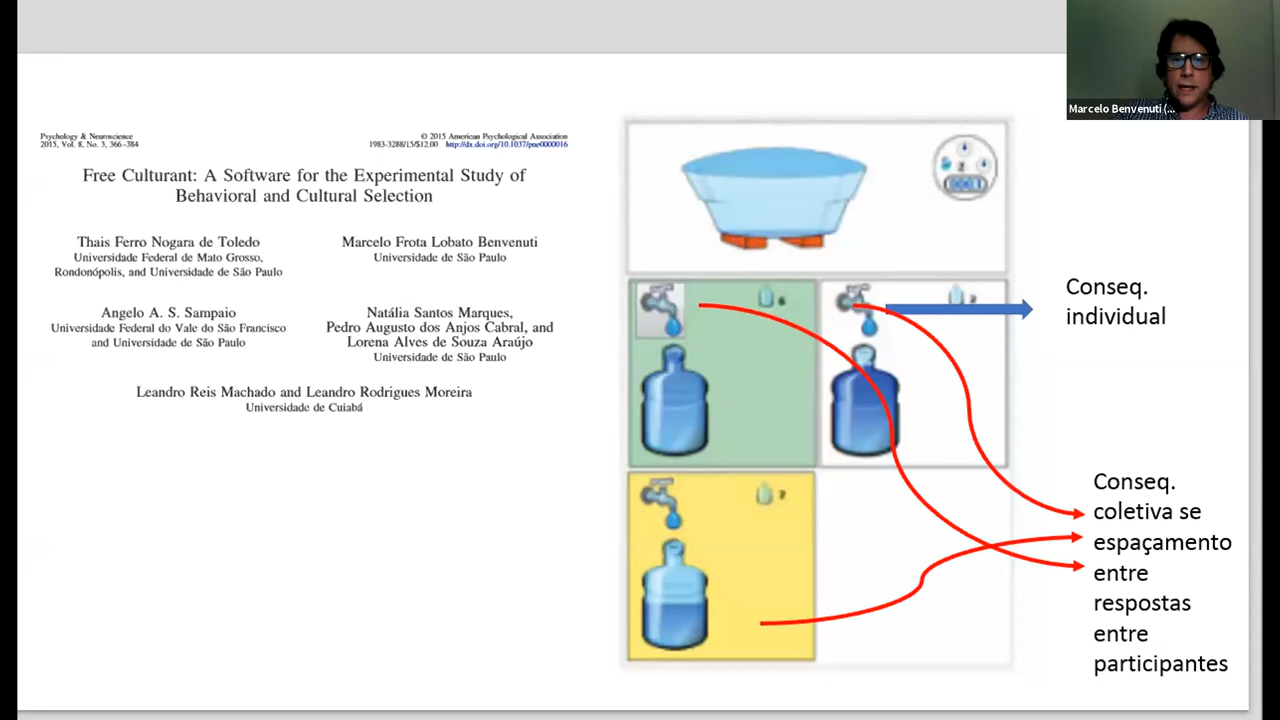 Marcelo Benvenuti (...
Psychology & Neuroscience
2015, Vol. 8, No. 3, 366–384
© 2015 American Psychological Association
1983-3288/15/$12.00 http://dx.doi.org/10.1037/pne0000016
Free Culturant: A Software for the Experimental Study of
Behavioral and Cultural Selection
Thais Ferro Nogara de Toledo
Universidade Federal de Mato Grosso,
Rondonópolis, and Universidade de São Paulo
Marcelo Frota Lobato Benvenuti
Universidade de São Paulo
Angelo A. S. Sampaio
Universidade Federal do Vale do São Francisco
and Universidade de São Paulo
Natália Santos Marques,
Pedro Augusto dos Anjos Cabral, and
Lorena Alves de Souza Araújo
Universidade de São Paulo
Leandro Reis Machado and Leandro Rodrigues Moreira
Universidade de Cuiabá
Conseq.
individual
Conseq.
coletiva se
espaçamento
entre
respostas
entre
participantes